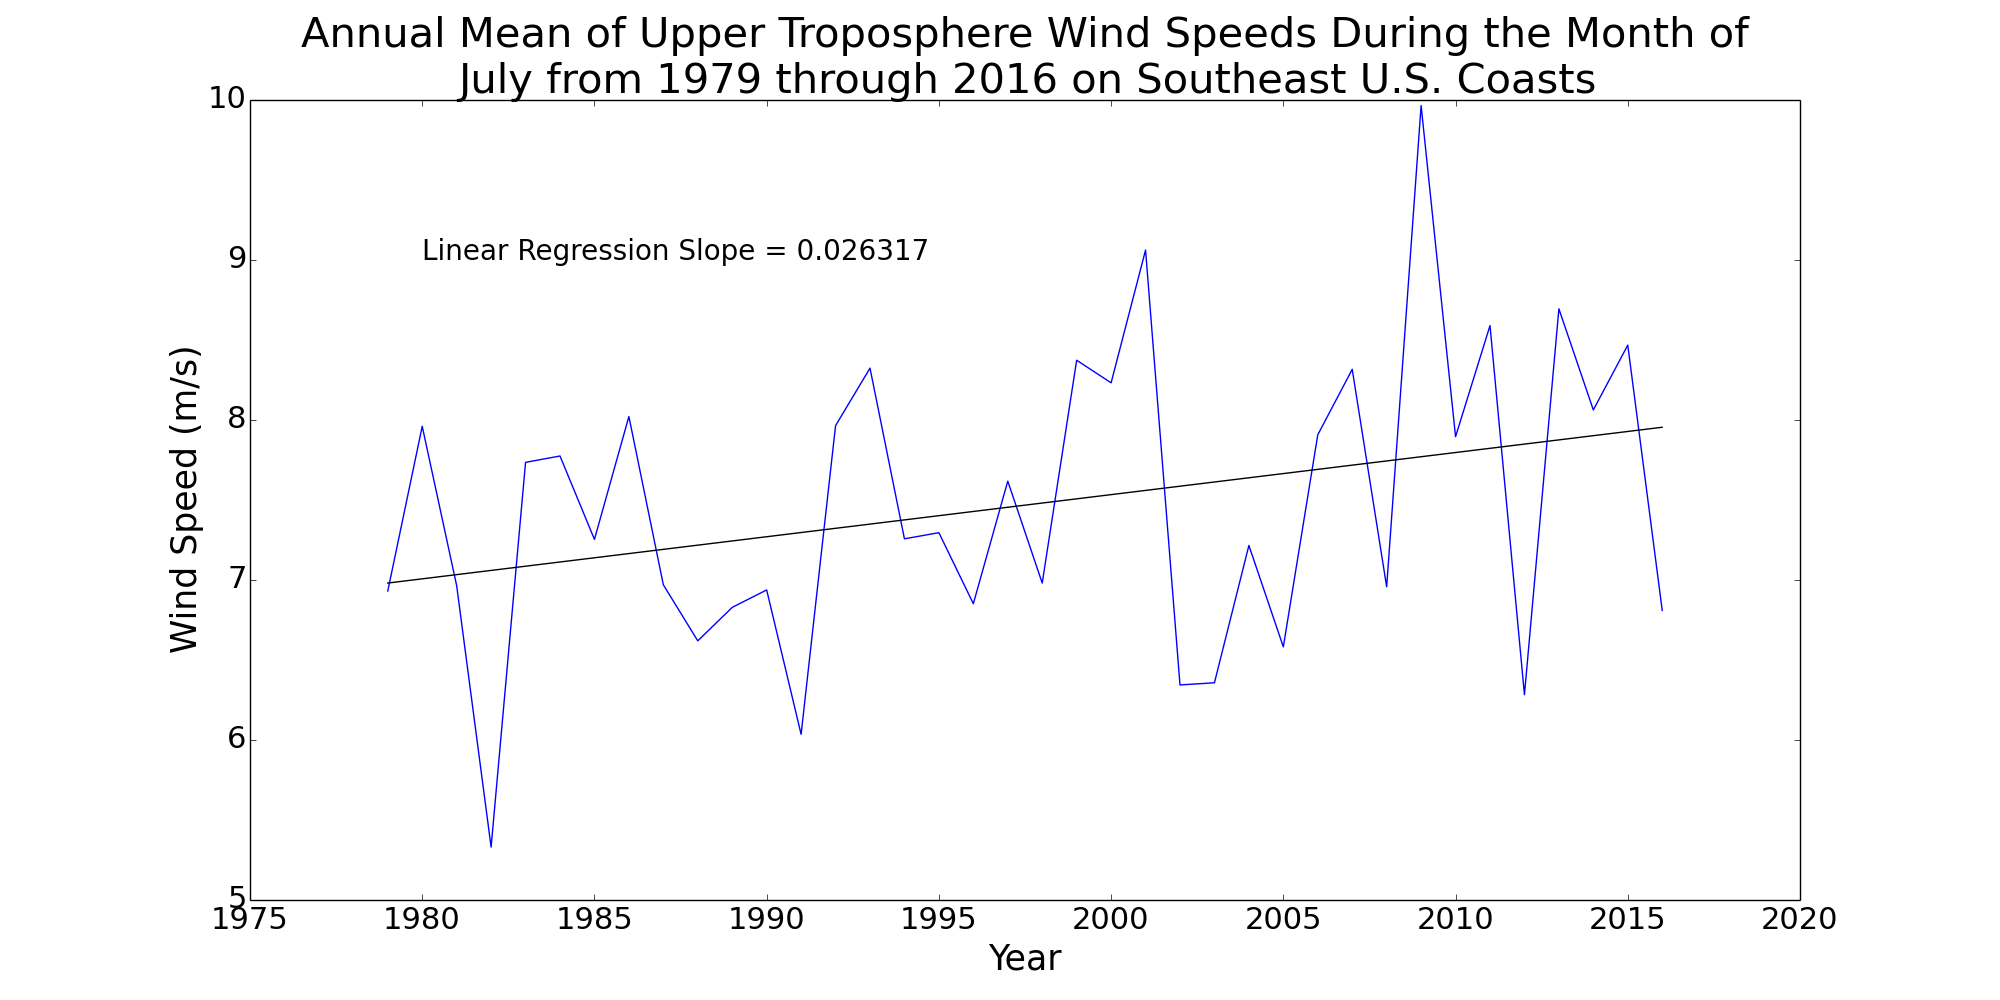 Annual Mean of Upper Troposphere Wind Speeds During the Month of
July from 1979 through 2016 on Southeast U.S. Coasts
10
Linear Regression Slope = 0.026317
9
8
Wind Speed (m/s)
7
6
5
1975 1980 1985 1990 1995 2000 2005 2010 2015 2020
Year